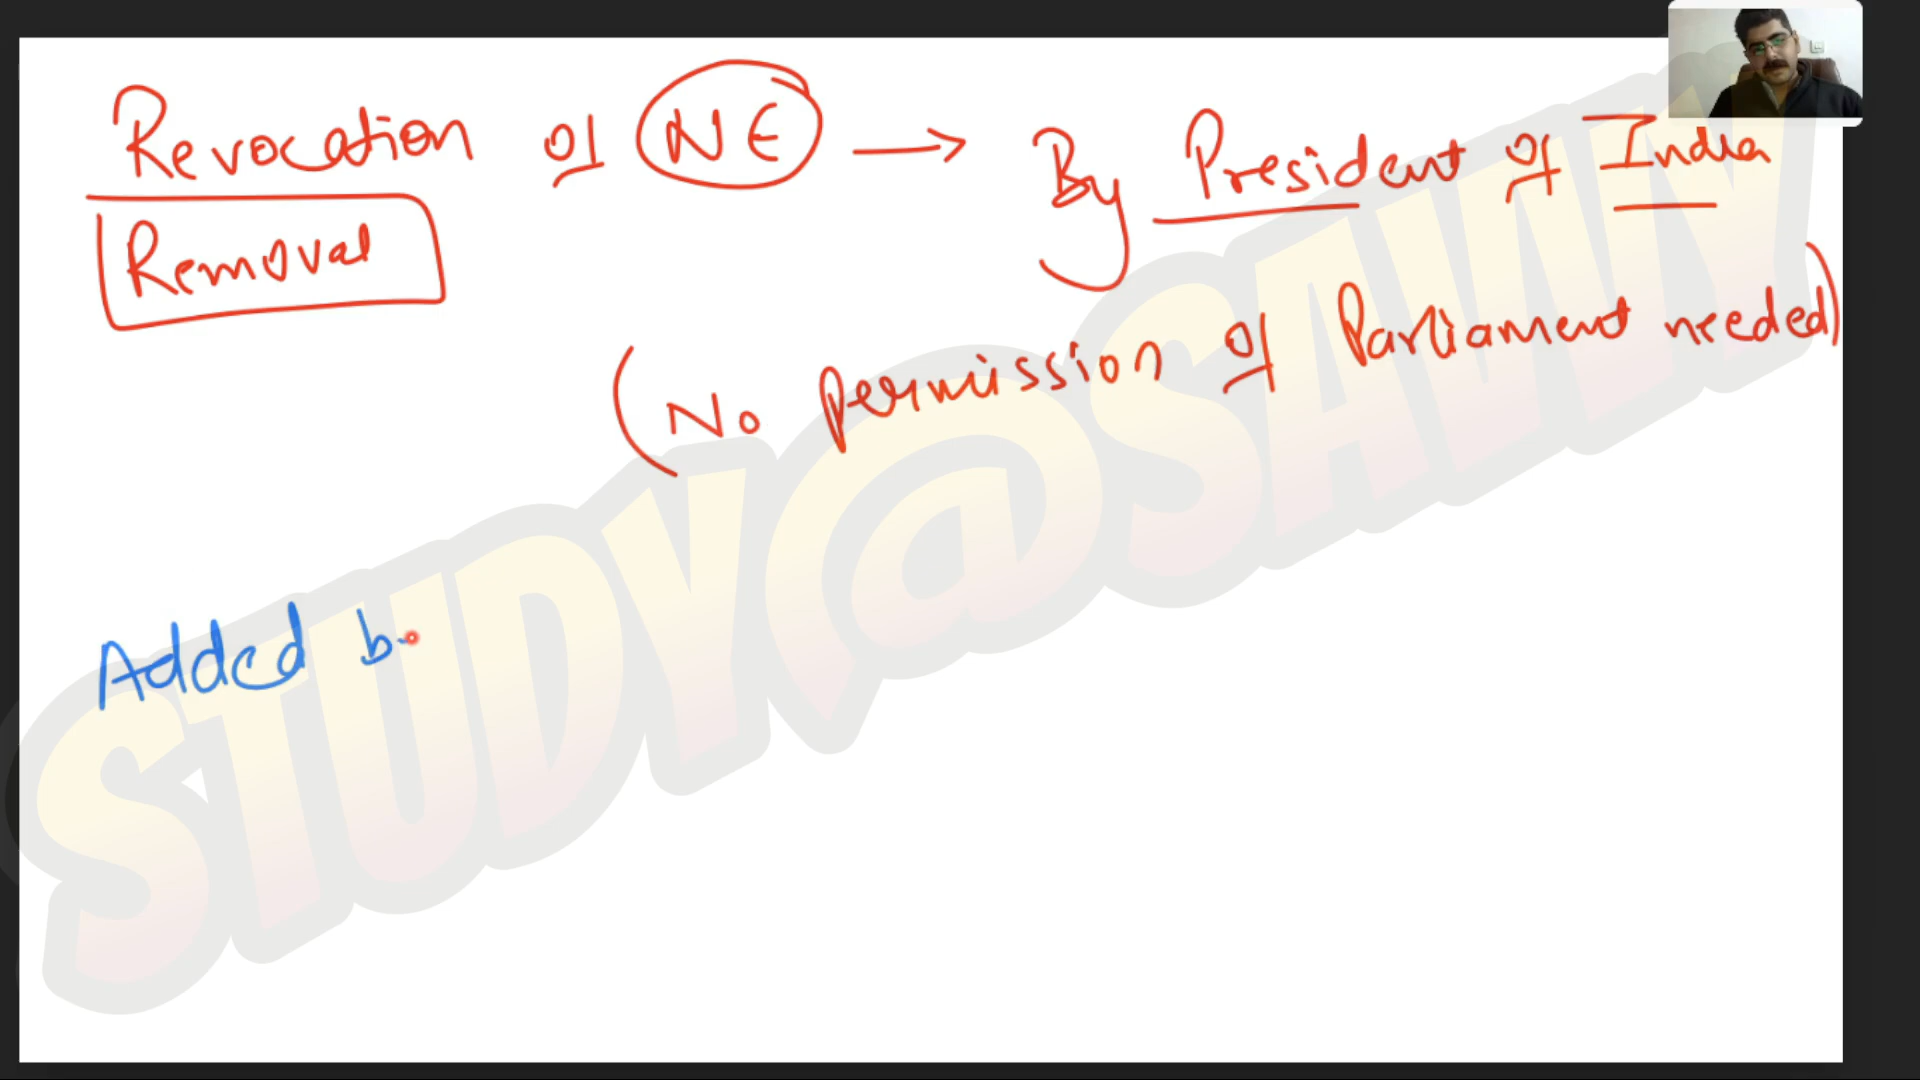 Revocation of NE → By President of India
Removal
(No permission of Parliament needed)
Added b
STUDY@SAVVY